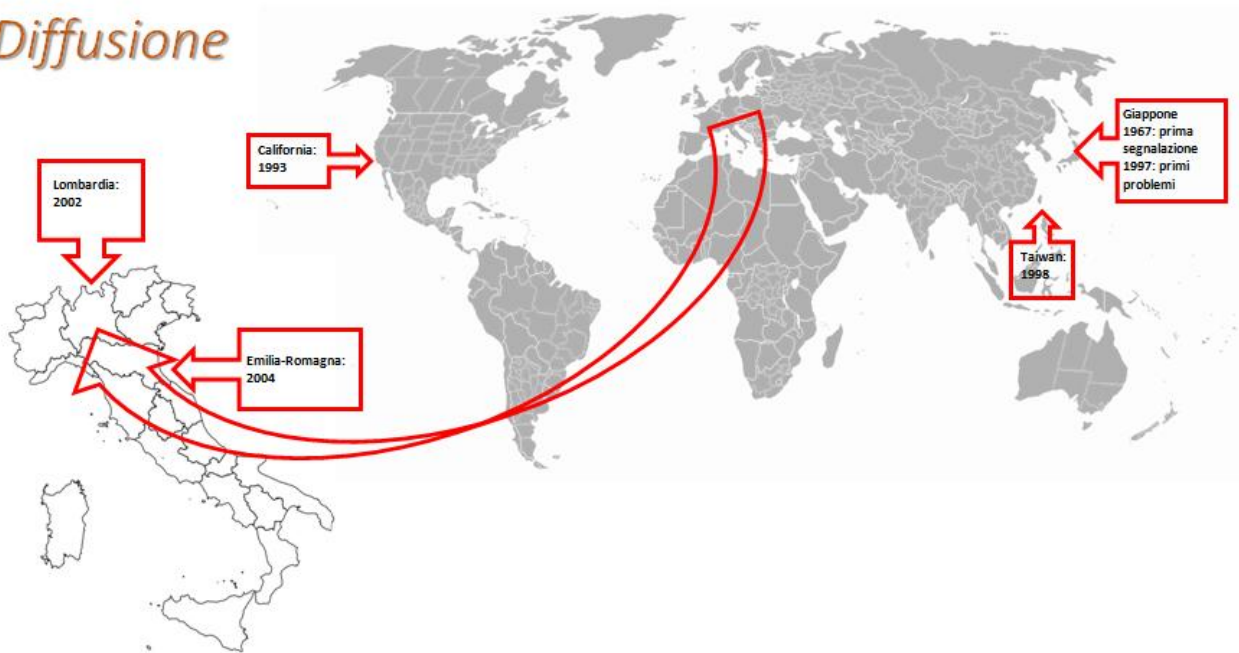 Diffusione
California:
1993
Lombardia:
2002
Emilia-Romagna:
2004
Giappone
1967: prima
segnalazione
1997: primi
problemi
Taiwan:
1998